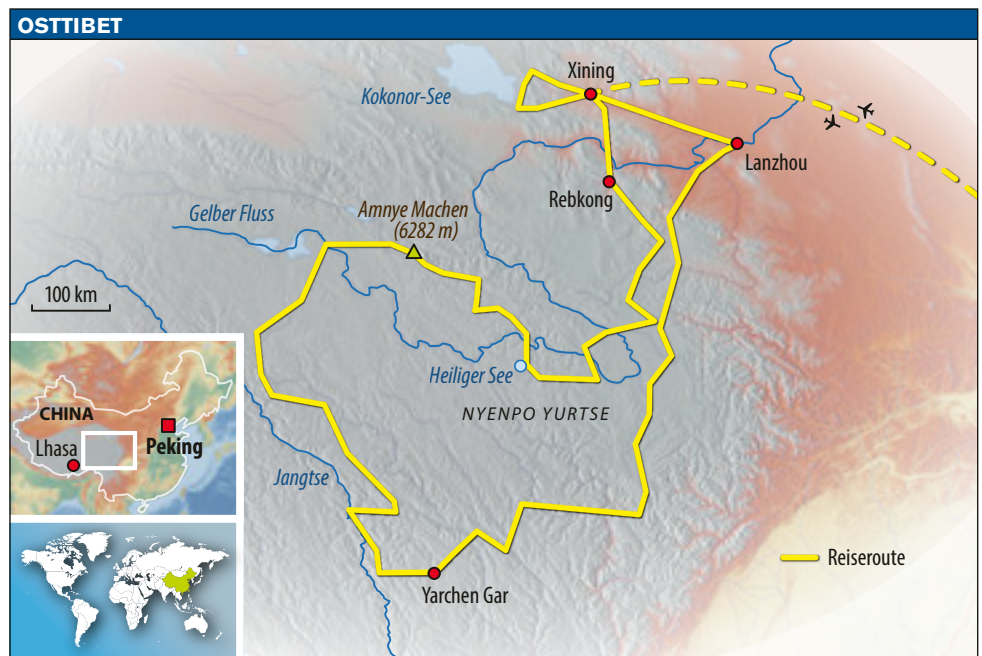 OSTTIBET
Xining
Kokonor-See
Lanzhou
Rebkong
Amnye Machen
(6282 m)
Gelber Fluss
100 km
Heiliger See
NYENPO YURTSE
CHINA
Lhasa
Peking
Jangtse
Reiseroute
Yarchen Gar